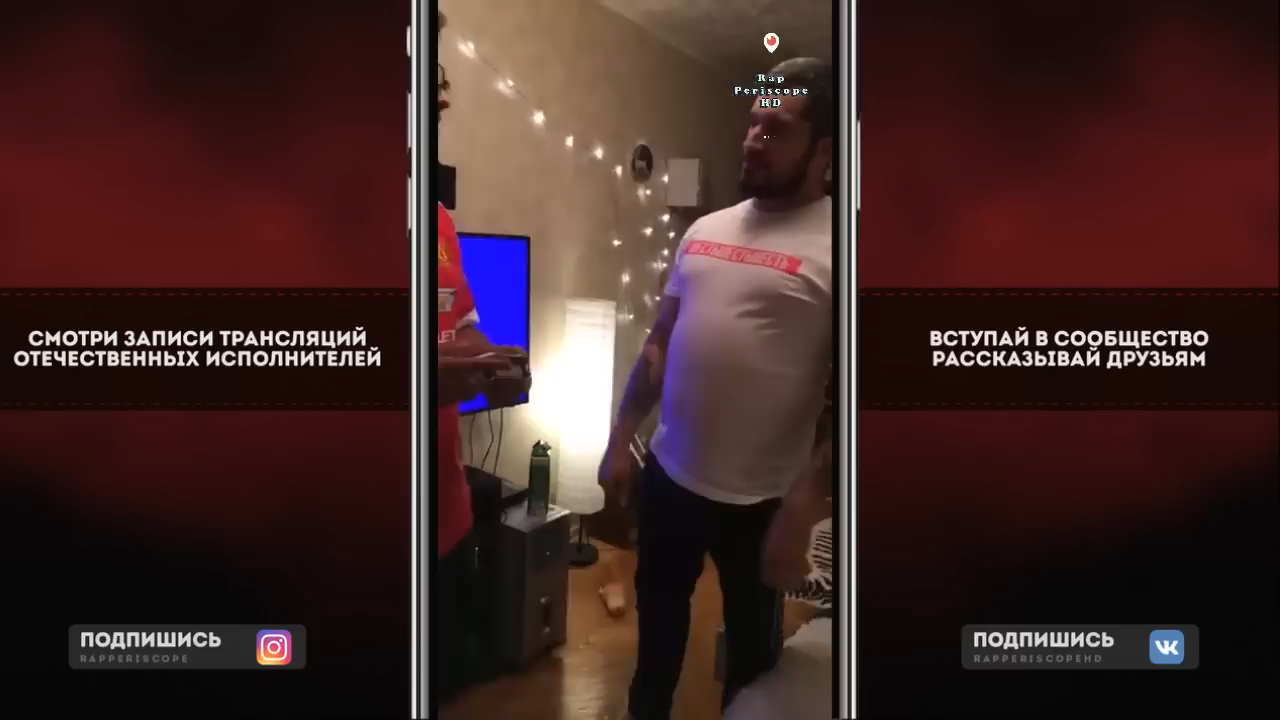 Rap
Periscope
HD
СМОТРИ ЗАПИСИ ТРАНСЛЯЦИЙ
ОТЕЧЕСТВЕННЫХ ИСПОЛНИТЕЛЕЙ
ВСТУПАЙ В СООБЩЕСТВО
РАССКАЗЫВАЙ ДРУЗЬЯМ
ПОДПИШИСЬ
RAPPERISCOPE
ПОДПИШИСЬ
RAPPERISCOPEHD